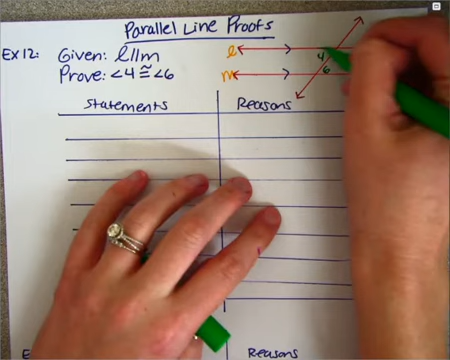 Parallel Line Proofs
EX 12: Given: l || m
Prove: <4 ≅ <6
l
m
4
6
Statements Reasons
E
Reasons